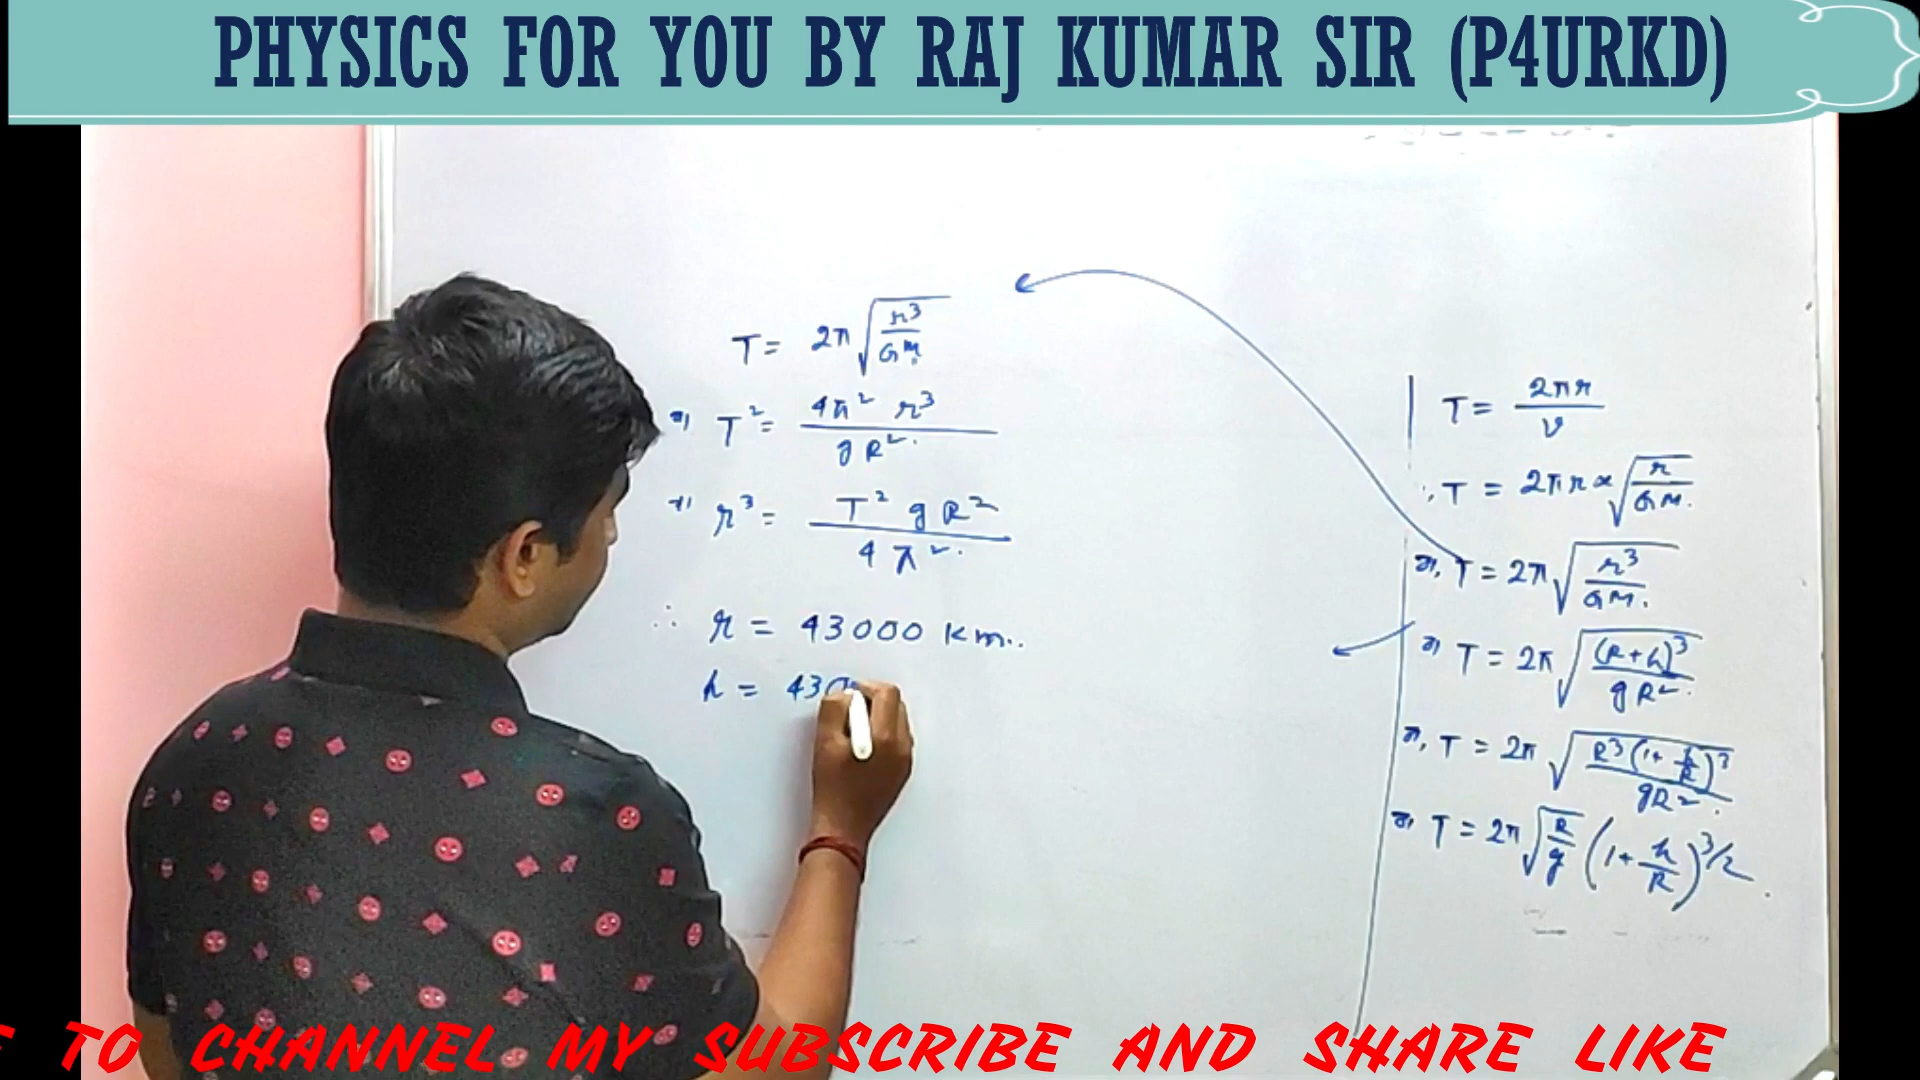 PHYSICS FOR YOU BY RAJ KUMAR SIR (P4URKD)
T = 2π√(r³/GM)
বা T² = 4π² r³/gR²
বা r³ = T² g R²/4π²
∴ r = 43000 km.
h = 430
T = 2πr/v
∴ T = 2πr × √(r/GM)
বা, T = 2π√(r³/GM)
বা T = 2π√((R+h)³/gR²)
বা, T = 2π√(R³(1+h/R)³/gR²)
বা, T = 2π√(R/g) (1+h/R)^3/2
TO CHANNEL MY SUBSCRIBE AND SHARE LIKE